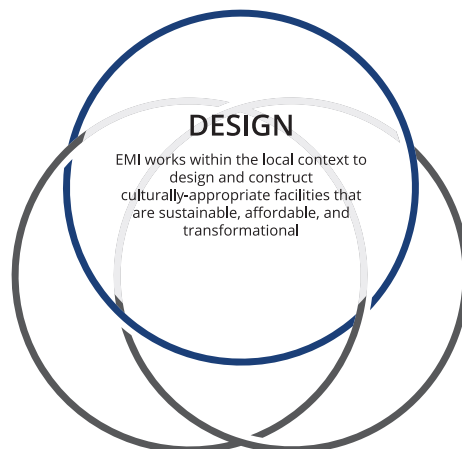 DESIGN
EMI works within the local context to
design and construct
culturally-appropriate facilities that
are sustainable, affordable, and
transformational